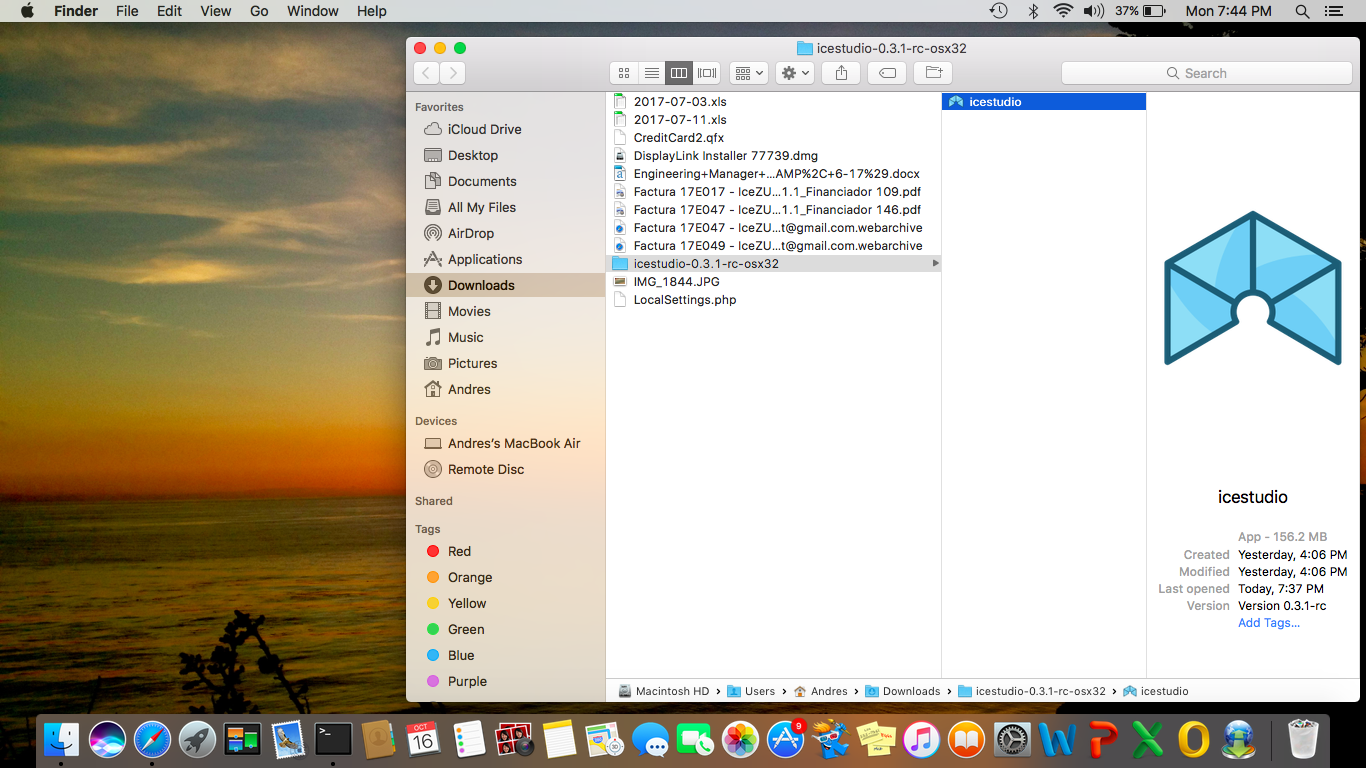 Finder File Edit View Go Window Help 37% Mon 7:44 PM
icestudio-0.3.1-rc-osx32
Search
Favorites
iCloud Drive
Desktop
Documents
All My Files
AirDrop
Applications
Downloads
Movies
Music
Pictures
Andres
Devices
Andres’s MacBook Air
Remote Disc
Shared
Tags
Red
Orange
Yellow
Green
Blue
Purple
2017-07-03.xls
2017-07-11.xls
CreditCard2.qfx
DisplayLink Installer 77739.dmg
Engineering+Manager+...AMP%2C+6-17%29.docx
Factura 17E017 - IceZU...1.1_Financiador 109.pdf
Factura 17E047 - IceZU...1.1_Financiador 146.pdf
Factura 17E047 - IceZU...t@gmail.com.webarchive
Factura 17E049 - IceZU...t@gmail.com.webarchive
icestudio-0.3.1-rc-osx32
IMG_1844.JPG
LocalSettings.php
icestudio
icestudio
App - 156.2 MB
Created Yesterday, 4:06 PM
Modified Yesterday, 4:06 PM
Last opened Today, 7:37 PM
Version Version 0.3.1-rc
Add Tags...
Macintosh HD › Users › Andres › Downloads › icestudio-0.3.1-rc-osx32 › icestudio
>_
OCT
16
9